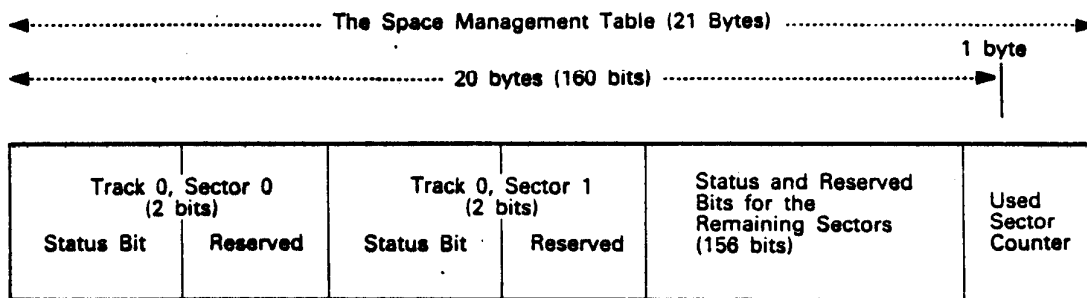 The Space Management Table (21 Bytes)
1 byte
20 bytes (160 bits)
Track 0, Sector 0
(2 bits)
Status Bit
Reserved
Track 0, Sector 1
(2 bits)
Status Bit
Reserved
Status and Reserved
Bits for the
Remaining Sectors
(156 bits)
Used
Sector
Counter